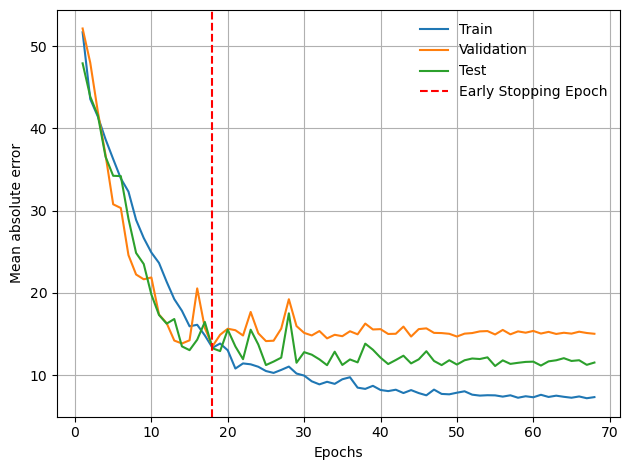 Train
Validation
Test
Early Stopping Epoch
50
40
30
20
10
Mean absolute error
0 10 20 30 40 50 60 70
Epochs